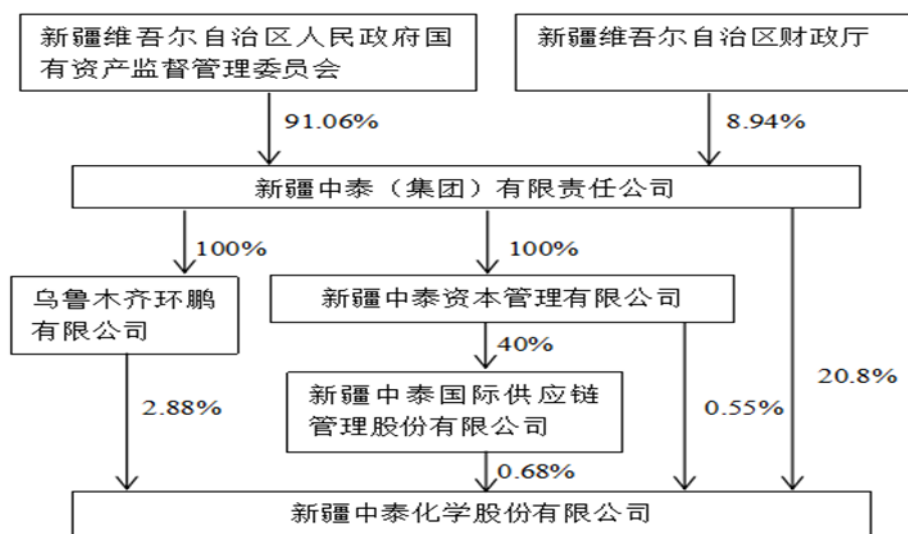 新疆维吾尔自治区人民政府国
有资产监督管理委员会
新疆维吾尔自治区财政厅
91.06%
8.94%
新疆中泰（集团）有限责任公司
100%
100%
乌鲁木齐环鹏
有限公司
新疆中泰资本管理有限公司
40%
20.8%
新疆中泰国际供应链
管理股份有限公司
2.88%
0.55%
0.68%
新疆中泰化学股份有限公司